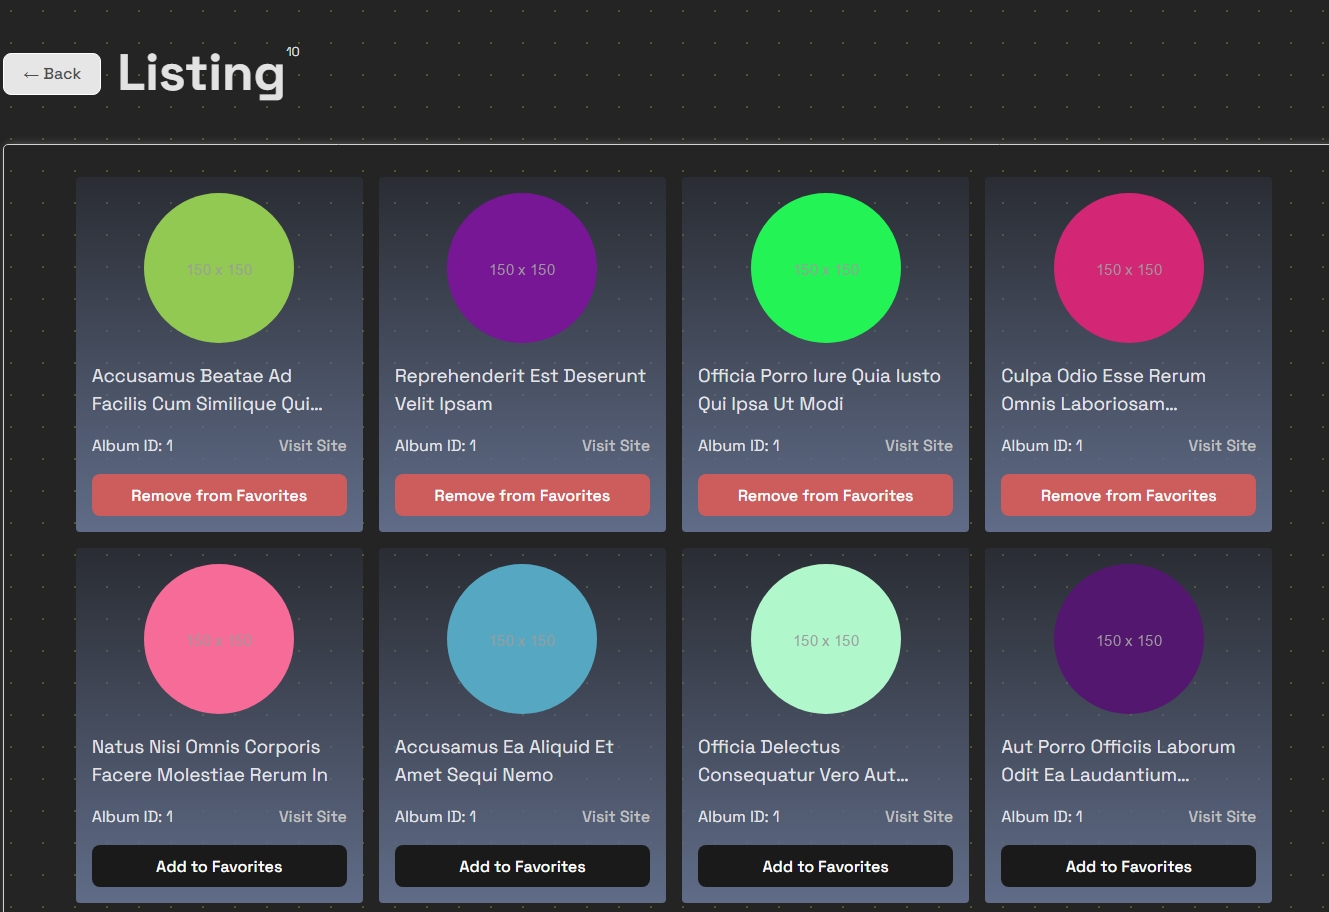 ← Back
Listing 10
150 x 150
150 x 150
150 x 150
150 x 150
Accusamus Beatae Ad
Facilis Cum Similique Qui...
Reprehenderit Est Deserunt
Velit Ipsam
Officia Porro Iure Quia Iusto
Qui Ipsa Ut Modi
Culpa Odio Esse Rerum
Omnis Laboriosam...
Album ID: 1
Visit Site
Album ID: 1
Visit Site
Album ID: 1
Visit Site
Album ID: 1
Visit Site
Remove from Favorites
Remove from Favorites
Remove from Favorites
Remove from Favorites
150 x 150
150 x 150
150 x 150
150 x 150
Natus Nisi Omnis Corporis
Facere Molestiae Rerum In
Accusamus Ea Aliquid Et
Amet Sequi Nemo
Officia Delectus
Consequatur Vero Aut...
Aut Porro Officiis Laborum
Odit Ea Laudantium...
Album ID: 1
Visit Site
Album ID: 1
Visit Site
Album ID: 1
Visit Site
Album ID: 1
Visit Site
Add to Favorites
Add to Favorites
Add to Favorites
Add to Favorites